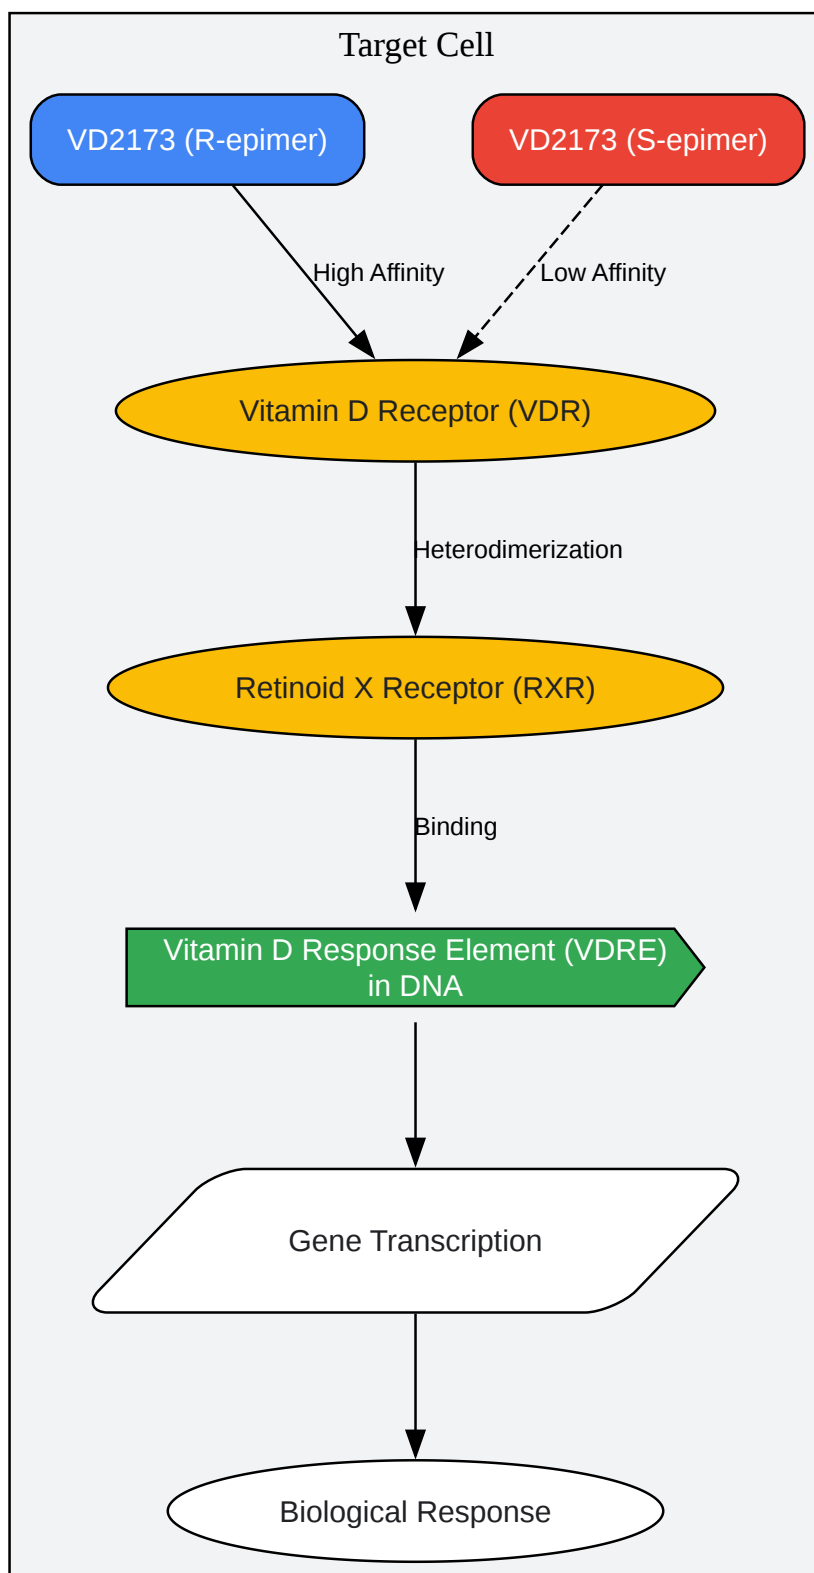 Target Cell
VD2173 (R-epimer)
VD2173 (S-epimer)
High Affinity
Low Affinity
Vitamin D Receptor (VDR)
Heterodimerization
Retinoid X Receptor (RXR)
Binding
Vitamin D Response Element (VDRE)
in DNA
Gene Transcription
Biological Response